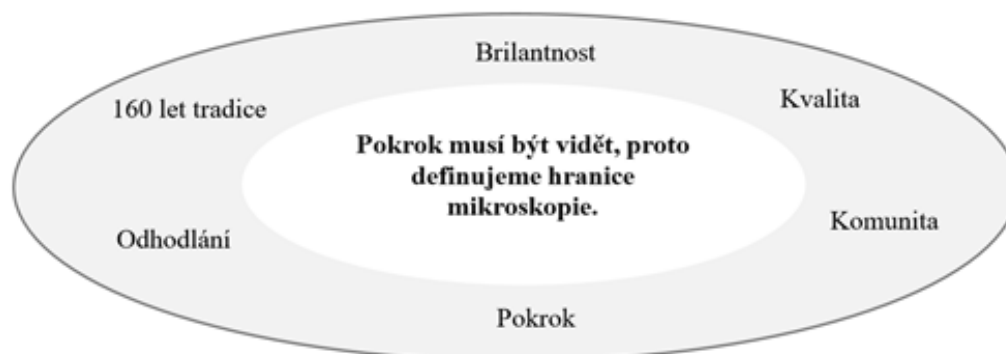 Brilantnost
160 let tradice
Kvalita
Pokrok musí být vidět, proto
definujeme hranice
mikroskopie.
Odhodlání
Komunita
Pokrok